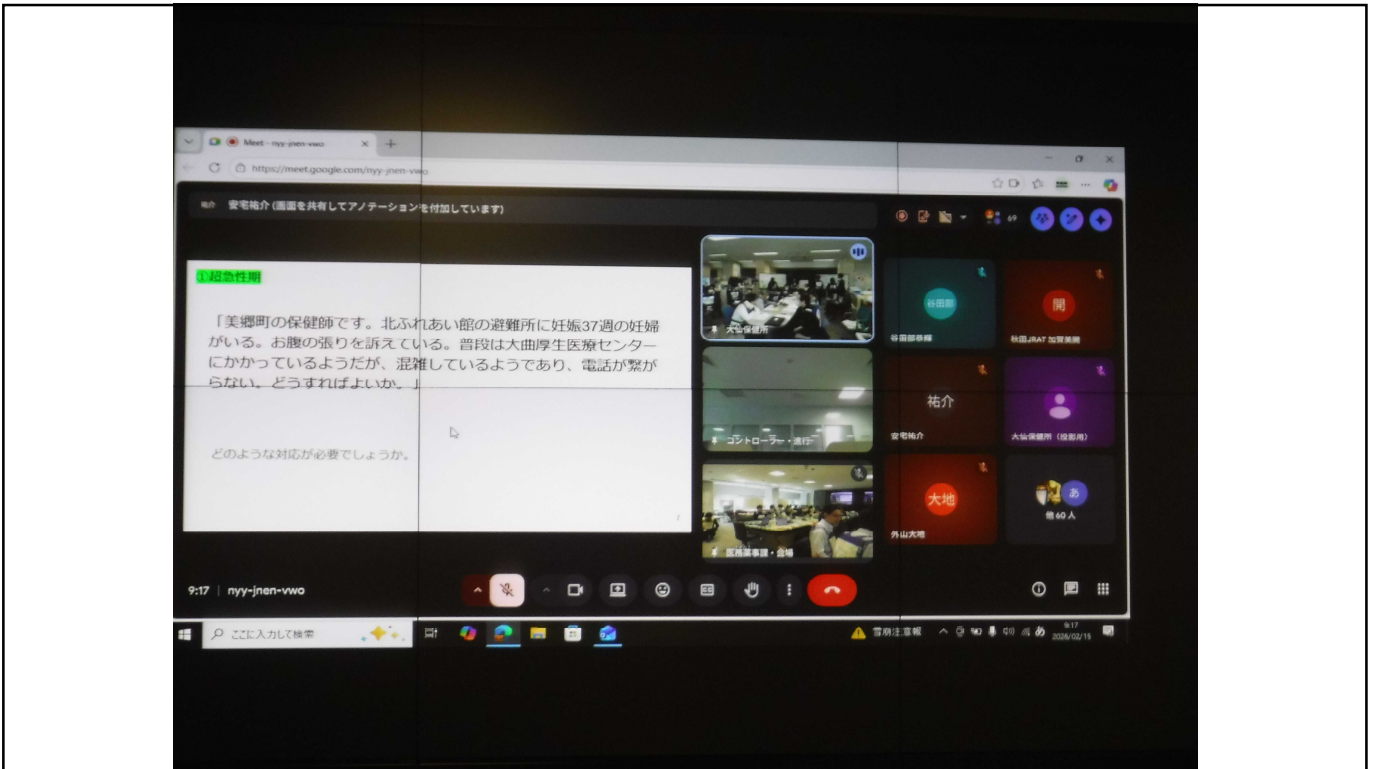 Meet - nyy-jnen-vwo
https://meet.google.com/nyy-jnen-vwo
祐介 安宅祐介 (画面を共有してアノテーションを付加しています)
69
①超急性期
「美郷町の保健師です。北ふれあい館の避難所に妊娠37週の妊婦
がいる。お腹の張りを訴えている。普段は大曲厚生医療センター
にかかっているようだが、混雑しているようであり、電話が繋が
らない。どうすればよいか。」
どのような対応が必要でしょうか。
大仙保健所
コントローラー・進行
医務薬事課・会場
谷田部
谷田部恭輝
開
秋田JRAT 加賀美開
祐介
安宅祐介
大仙保健所（投影用）
大地
外山大地
あ
他 60 人
9:17 | nyy-jnen-vwo
ここに入力して検索
雪崩注意報
あ
9:17
2026/02/15